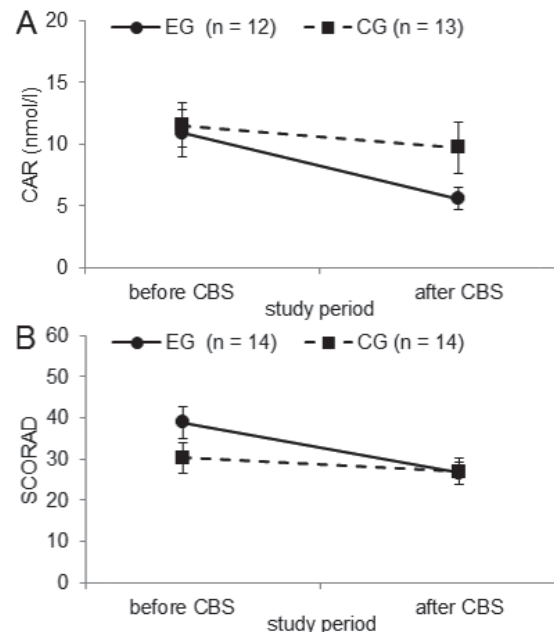 A
20
EG (n = 12) CG (n = 13)
15
10
5
0
CAR (nmol/l)
before CBS after CBS
study period
B
60
EG (n = 14) CG (n = 14)
50
40
30
20
10
0
SCORAD
before CBS after CBS
study period